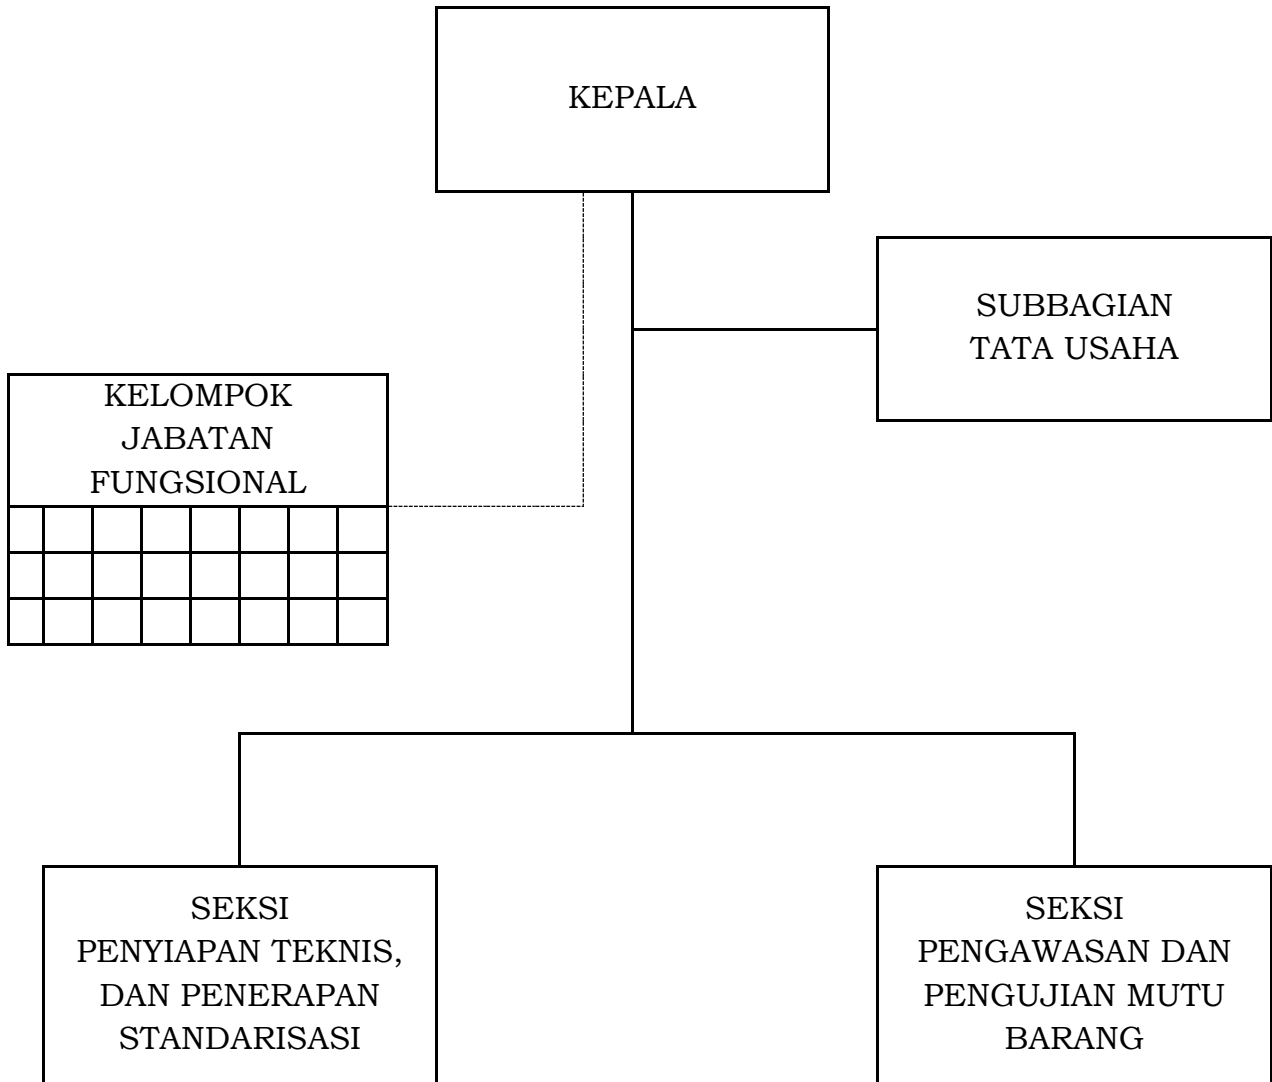 KEPALA
SUBBAGIAN
TATA USAHA
KELOMPOK
JABATAN
FUNGSIONAL
SEKSI
PENYIAPAN TEKNIS,
DAN PENERAPAN
STANDARISASI
SEKSI
PENGAWASAN DAN
PENGUJIAN MUTU
BARANG